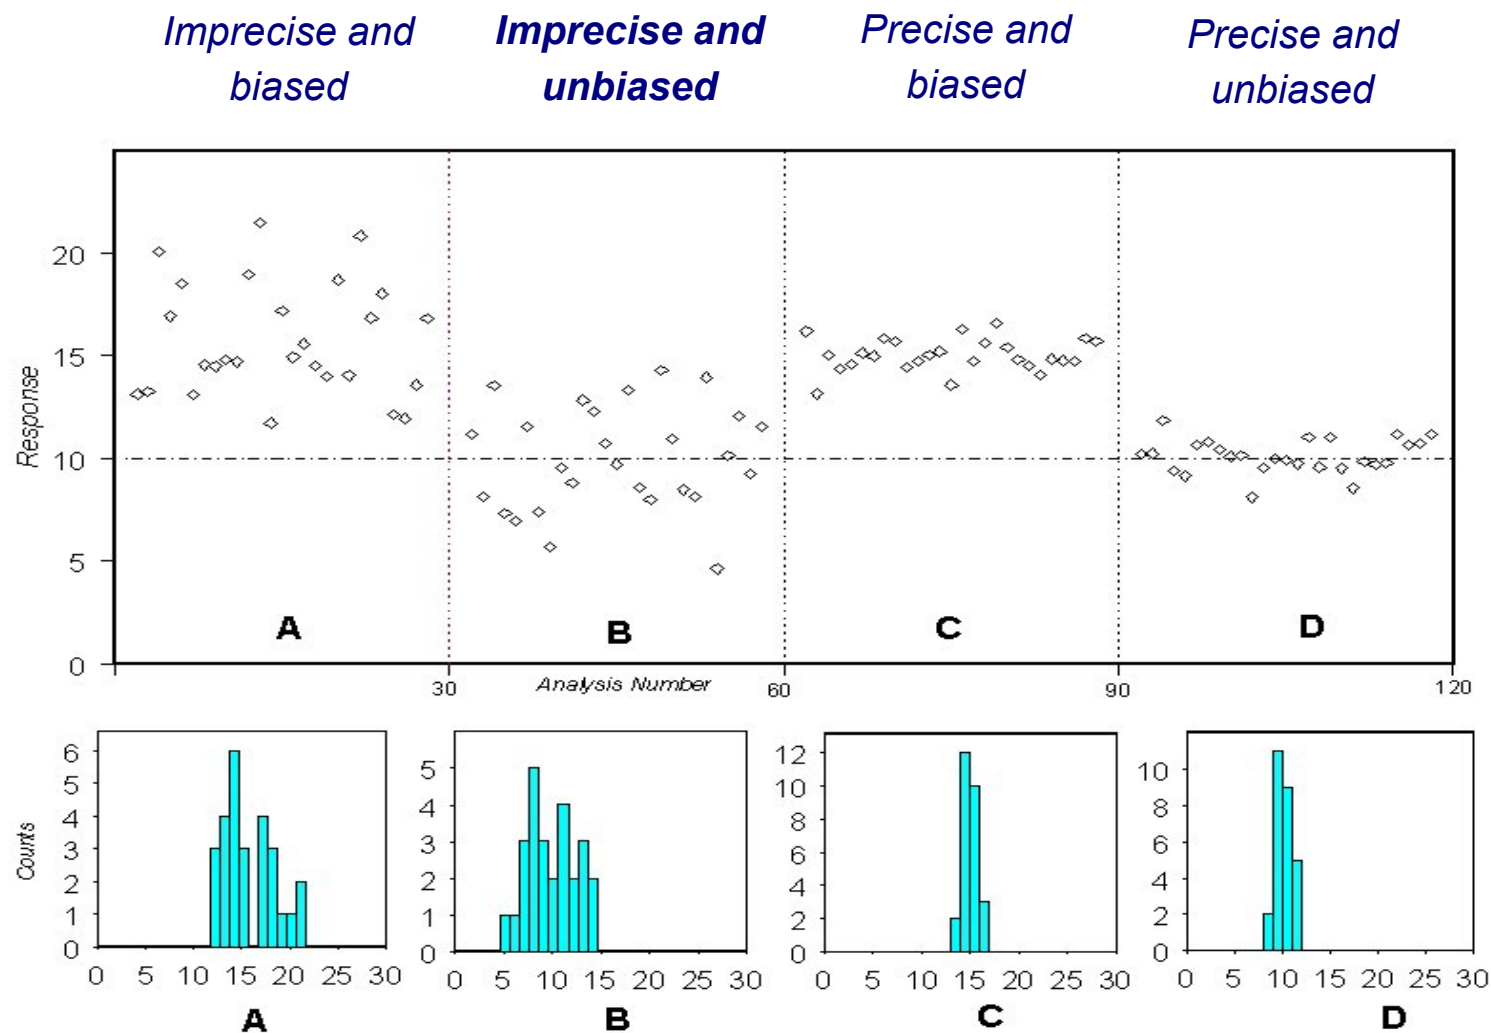 Imprecise and
biased
Imprecise and
unbiased
Precise and
biased
Precise and
unbiased
20
15
10
5
0
Response
A
B
C
D
30
Analysis Number
60
90
120
6
5
4
3
2
1
0
Counts
0 5 10 15 20 25 30
A
5
4
3
2
1
0
0 5 10 15 20 25 30
B
12
10
8
6
4
2
0
0 5 10 15 20 25 30
C
10
8
6
4
2
0
0 5 10 15 20 25 30
D